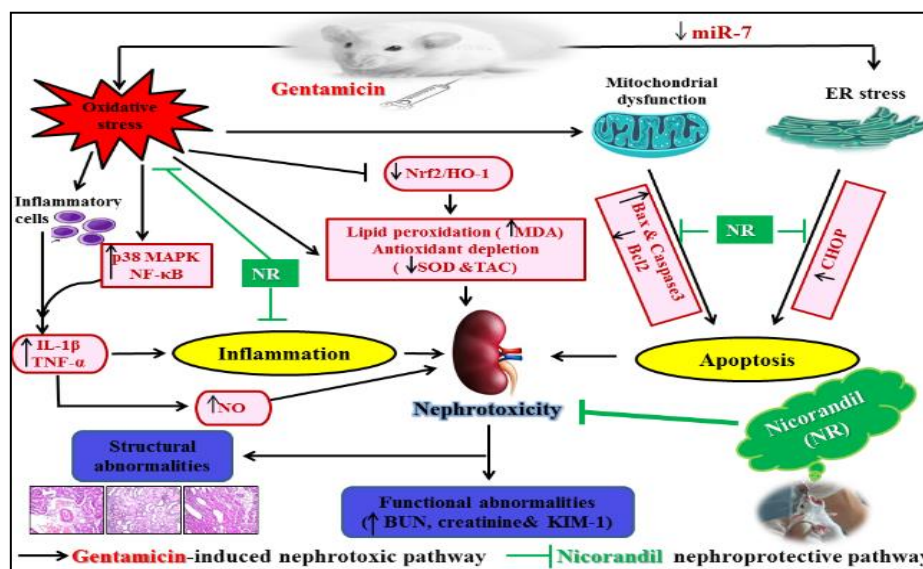 ↓ miR-7
Gentamicin
Mitochondrial
dysfunction
ER stress
Oxidative
stress
↓ Nrf2/HO-1
Inflammatory
cells
↑ p38 MAPK
NF-κB
Lipid peroxidation ( ↑MDA)
Antioxidant depletion
( ↓SOD &TAC)
NR
↑ Bax & Caspase3
↓ Bcl2
NR
↑ CHOP
↑ IL-1β
TNF-α
Inflammation
Apoptosis
↑NO
Nephrotoxicity
Nicorandil
(NR)
Structural
abnormalities
Functional abnormalities
(↑ BUN, creatinine& KIM-1)
Gentamicin-induced nephrotoxic pathway
Nicorandil nephroprotective pathway